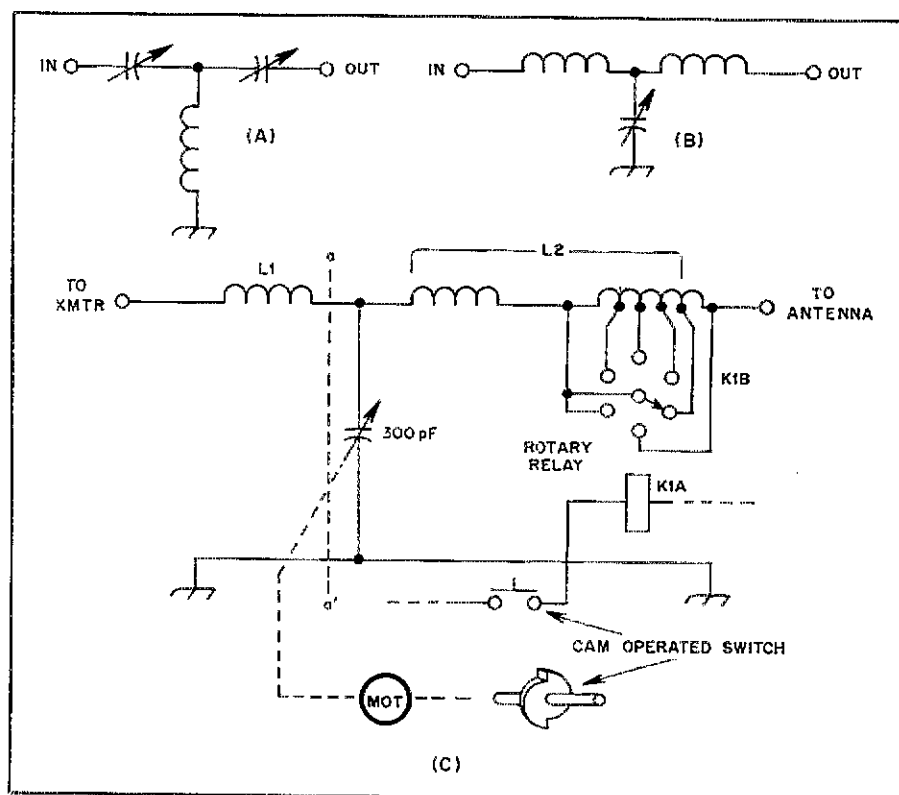 IN OUT
(A)
IN OUT
(B)
L2
a
L1
TO XMTR
TO ANTENNA
K1B
300 pF
ROTARY RELAY
K1A
a'
CAM OPERATED SWITCH
MOT
(C)